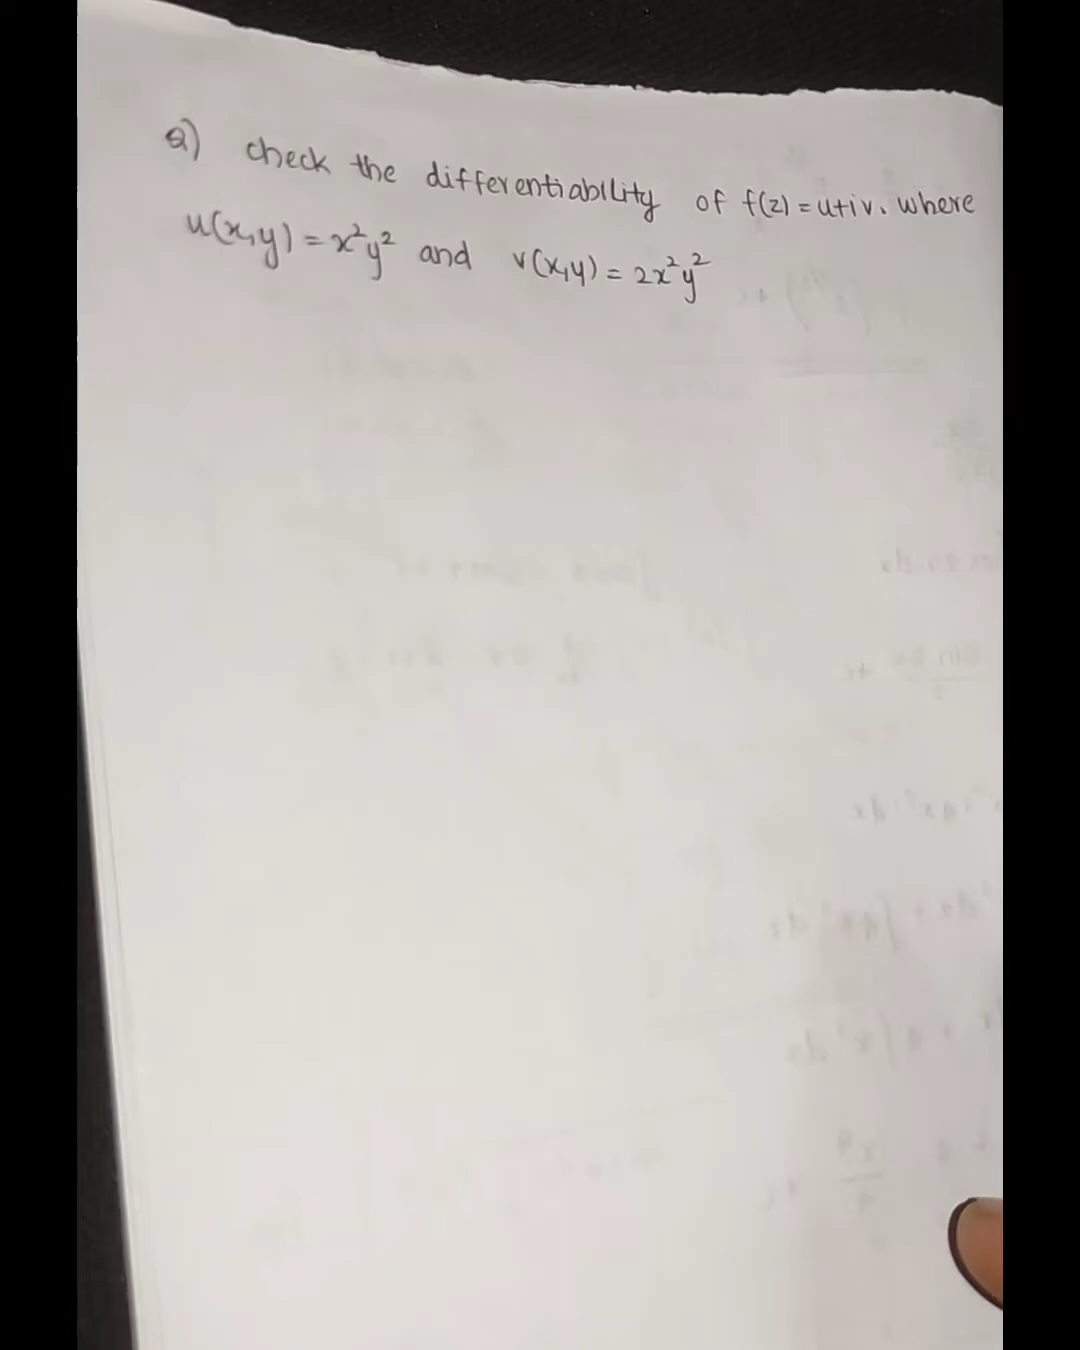 Q) check the differentiability of f(z) = u+iv. where
u(x,y) = x²y² and v(x,y) = 2x²y²